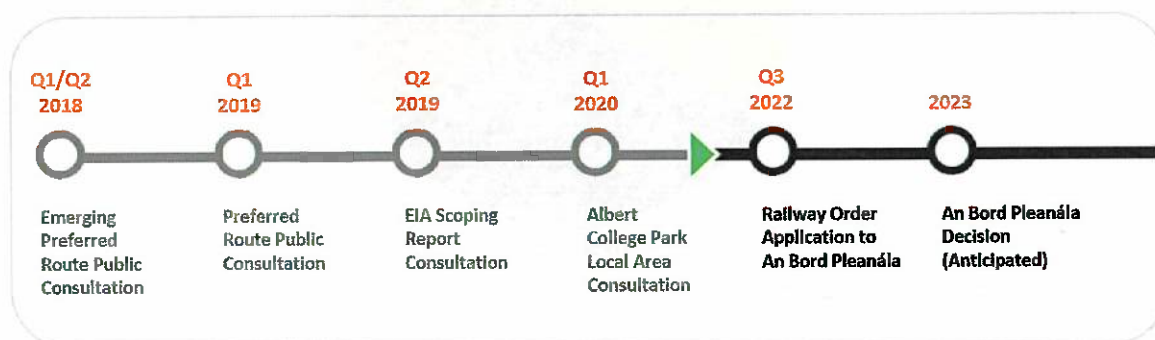 Q1/Q2
2018
Q1
2019
Q2
2019
Q1
2020
Q3
2022
2023
Emerging
Preferred
Route Public
Consultation
Preferred
Route Public
Consultation
EIA Scoping
Report
Consultation
Albert
College Park
Local Area
Consultation
Railway Order
Application to
An Bord Pleanála
An Bord Pleanála
Decision
(Anticipated)